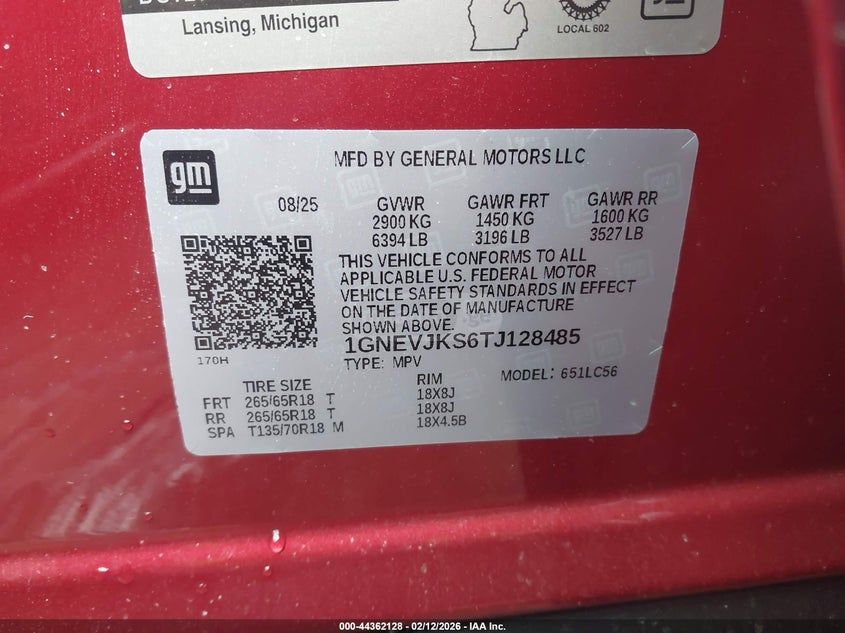 Lansing, Michigan
LOCAL 602
gm
MFD BY GENERAL MOTORS LLC
08/25 GVWR GAWR FRT GAWR RR
2900 KG 1450 KG 1600 KG
6394 LB 3196 LB 3527 LB
THIS VEHICLE CONFORMS TO ALL
APPLICABLE U.S. FEDERAL MOTOR
VEHICLE SAFETY STANDARDS IN EFFECT
ON THE DATE OF MANUFACTURE
SHOWN ABOVE.
1GNEVJKS6TJ128485
170H
TYPE: MPV MODEL: 651LC56
TIRE SIZE RIM
FRT 265/65R18 T 18X8J
RR 265/65R18 T 18X8J
SPA T135/70R18 M 18X4.5B
000-44362128 - 02/12/2026 - IAA Inc.